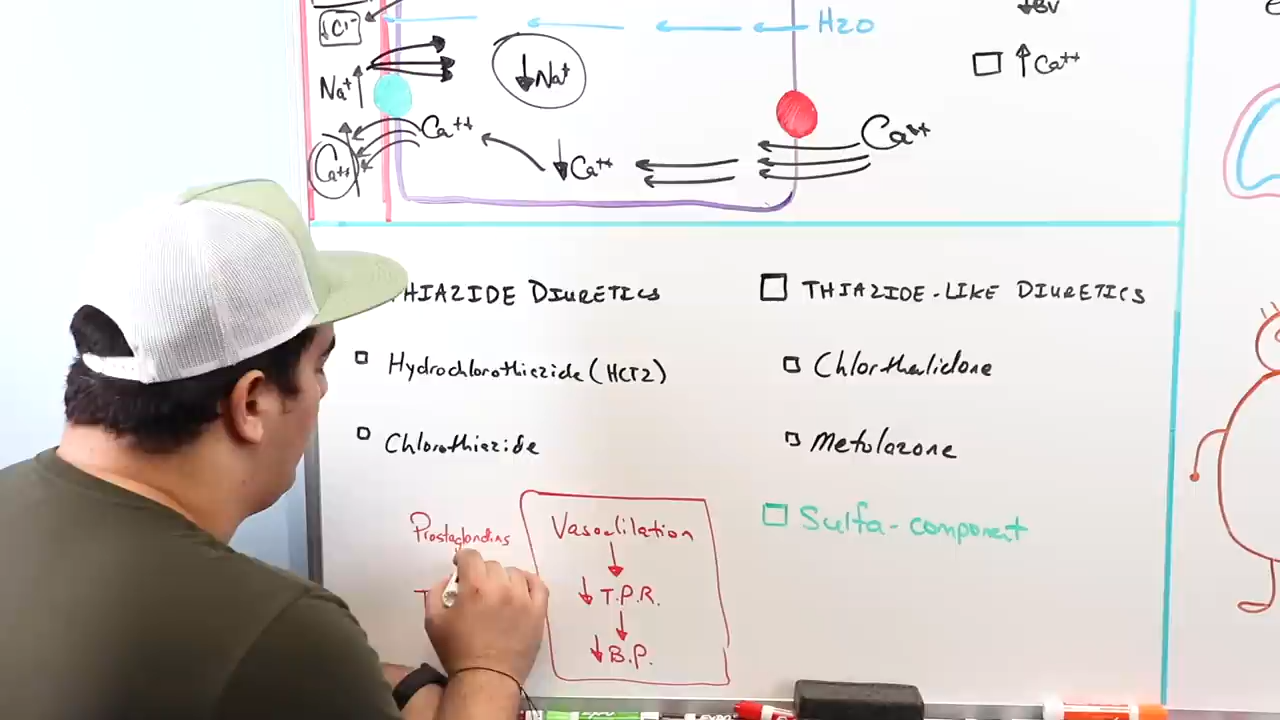 ↓Cl⁻
H2O
↓BV
↓Na⁺
↑Ca⁺⁺
Na⁺↑
Ca⁺⁺
Ca⁺⁺
Ca⁺⁺
↓Ca⁺⁺
THIAZIDE-LIKE DIURETICS
HIAZIDE DIURETICS
Hydrochlorothiazide (HCTZ)
Chlorthalidone
Chlorothiazide
Metolazone
Prostaglandins
Vasodilation
Sulfa-component
↓T.P.R.
↓B.P.
EXPO